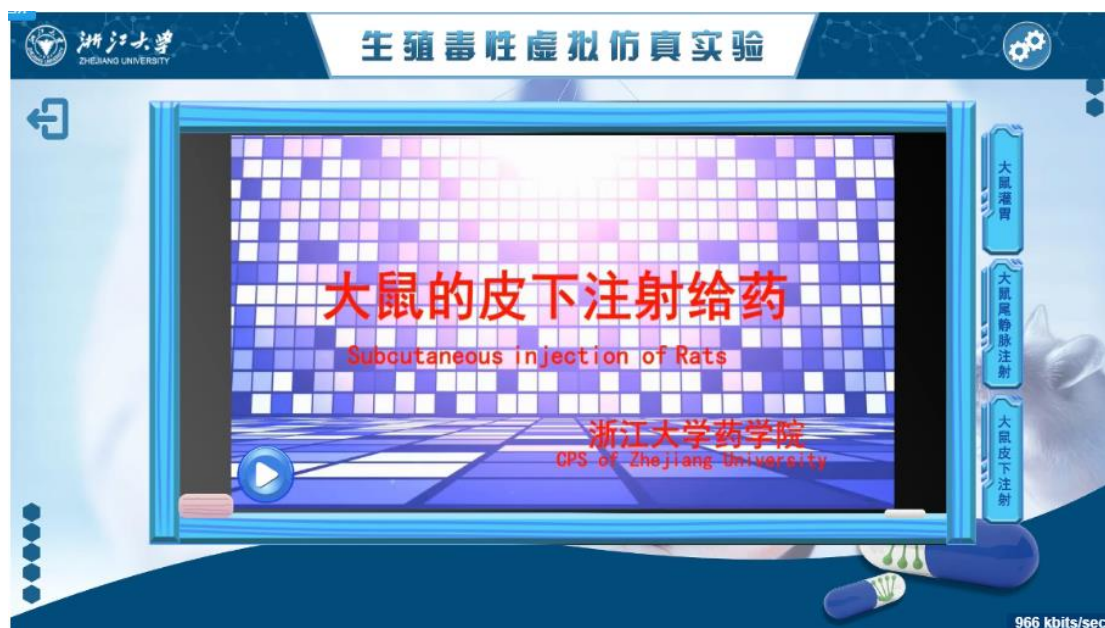 浙江大学
ZHEJIANG UNIVERSITY
生殖毒性虚拟仿真实验
大鼠的皮下注射给药
Subcutaneous injection of Rats
浙江大学药学院
CPS of Zhejiang University
大鼠灌胃
大鼠尾静脉注射
大鼠皮下注射
966 kbits/sec